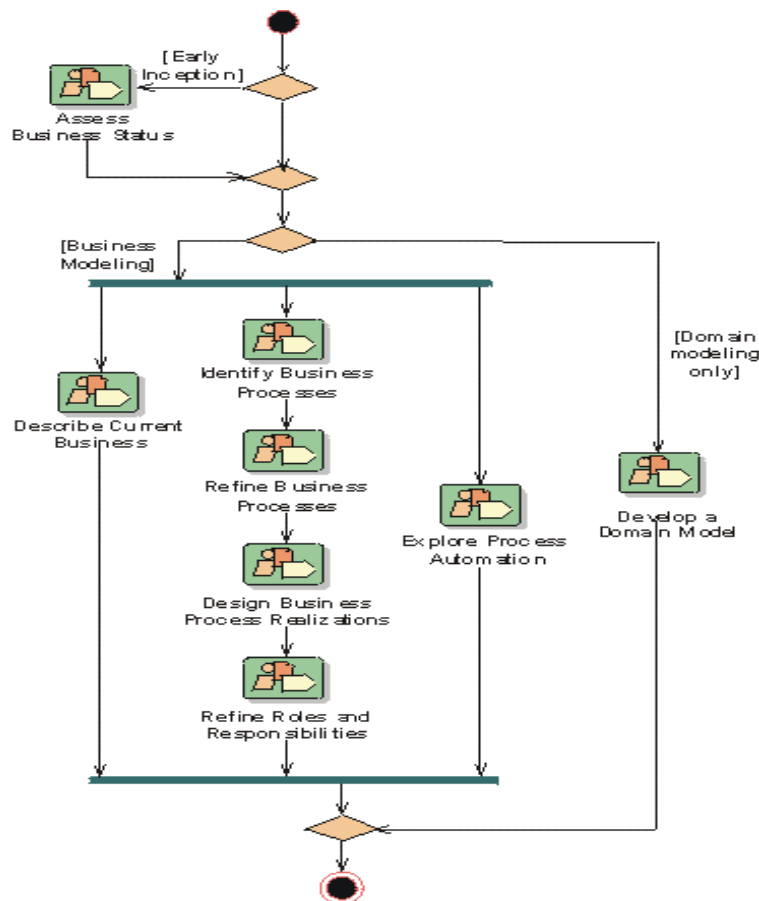 [Early
Inception]
Assess
Business Status
[Business
Modeling]
[Domain
modeling
only]
Identify Business
Processes
Describe Current
Business
Refine Business
Processes
Explore Process
Automation
Develop a
Domain Model
Design Business
Process Realizations
Refine Roles and
Responsibilities